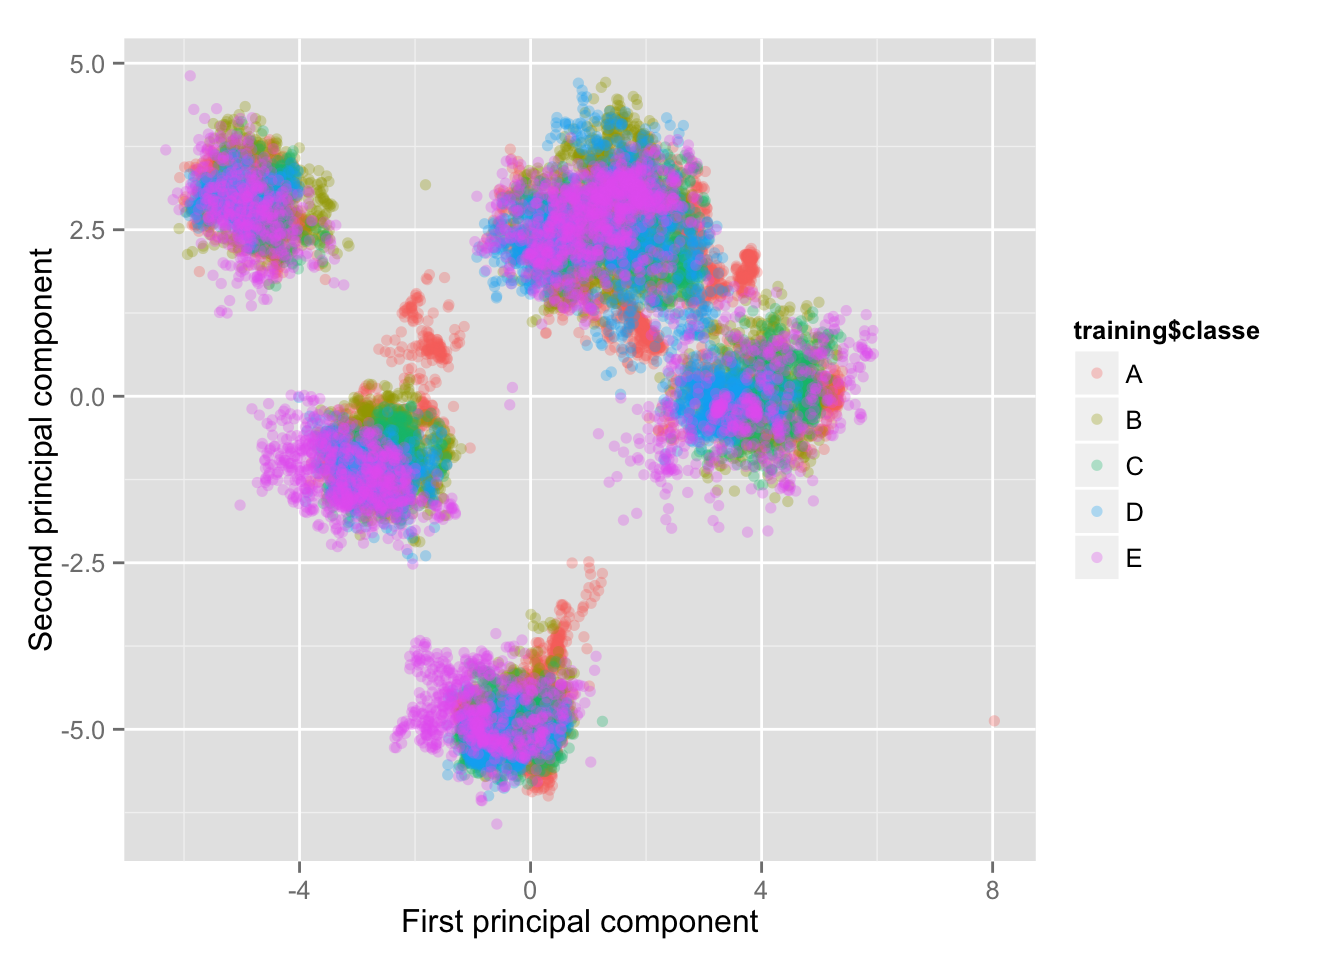 5.0
2.5
0.0
-2.5
-5.0
Second principal component
-4
0
4
8
First principal component
training$classe
A
B
C
D
E